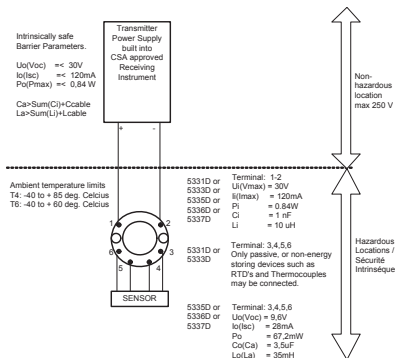 Intrinsically safe
Barrier Parameters.
Uo(Voc) =< 30V
Io(Isc) =< 120mA
Po(Pmax) =< 0,84 W
Ca>Sum(Ci)+Ccable
La>Sum(Li)+Lcable
Transmitter
Power Supply
built into
CSA approved
Receiving
Instrument
+ -
Non-
hazardous
location
max 250 V
Ambient temperature limits
T4: -40 to + 85 deg. Celcius
T6: -40 to + 60 deg. Celcius
1 2
6 3
5 4
SENSOR
5331D or
5333D or
5335D or
5336D or
5337D
Terminal: 1-2
Ui(Vmax) = 30V
Ii(Imax) = 120mA
Pi = 0.84W
Ci = 1 nF
Li = 10 uH
5331D or
5333D
Terminal: 3,4,5,6
Only passive, or non-energy
storing devices such as
RTD's and Thermocouples
may be connected.
5335D or
5336D or
5337D
Terminal: 3,4,5,6
Uo(Voc) = 9,6V
Io(Isc) = 28mA
Po = 67,2mW
Co(Ca) = 3,5uF
Lo(La) = 35mH
Hazardous
Locations /
Sécurité
Intrinsèque